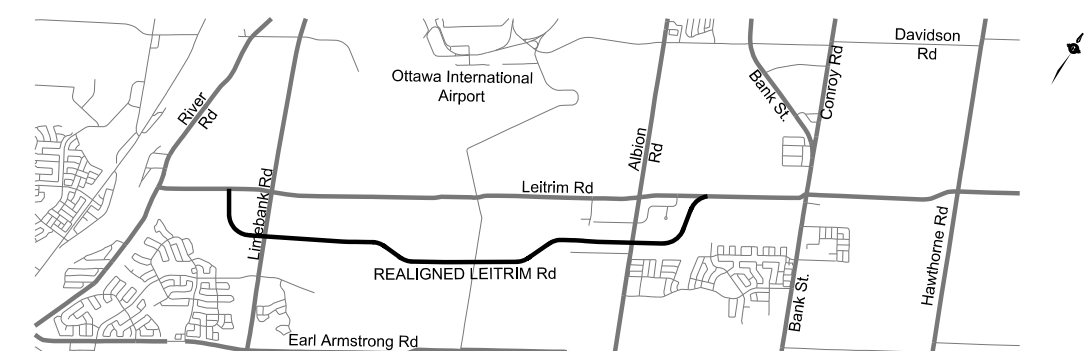 Davidson
Rd
Ottawa International
Airport
Bank St.
Conroy Rd
River
Rd
Albion
Rd
Limebank Rd
Leitrim Rd
Hawthorne Rd
REALIGNED LEITRIM Rd
Bank St.
Earl Armstrong Rd